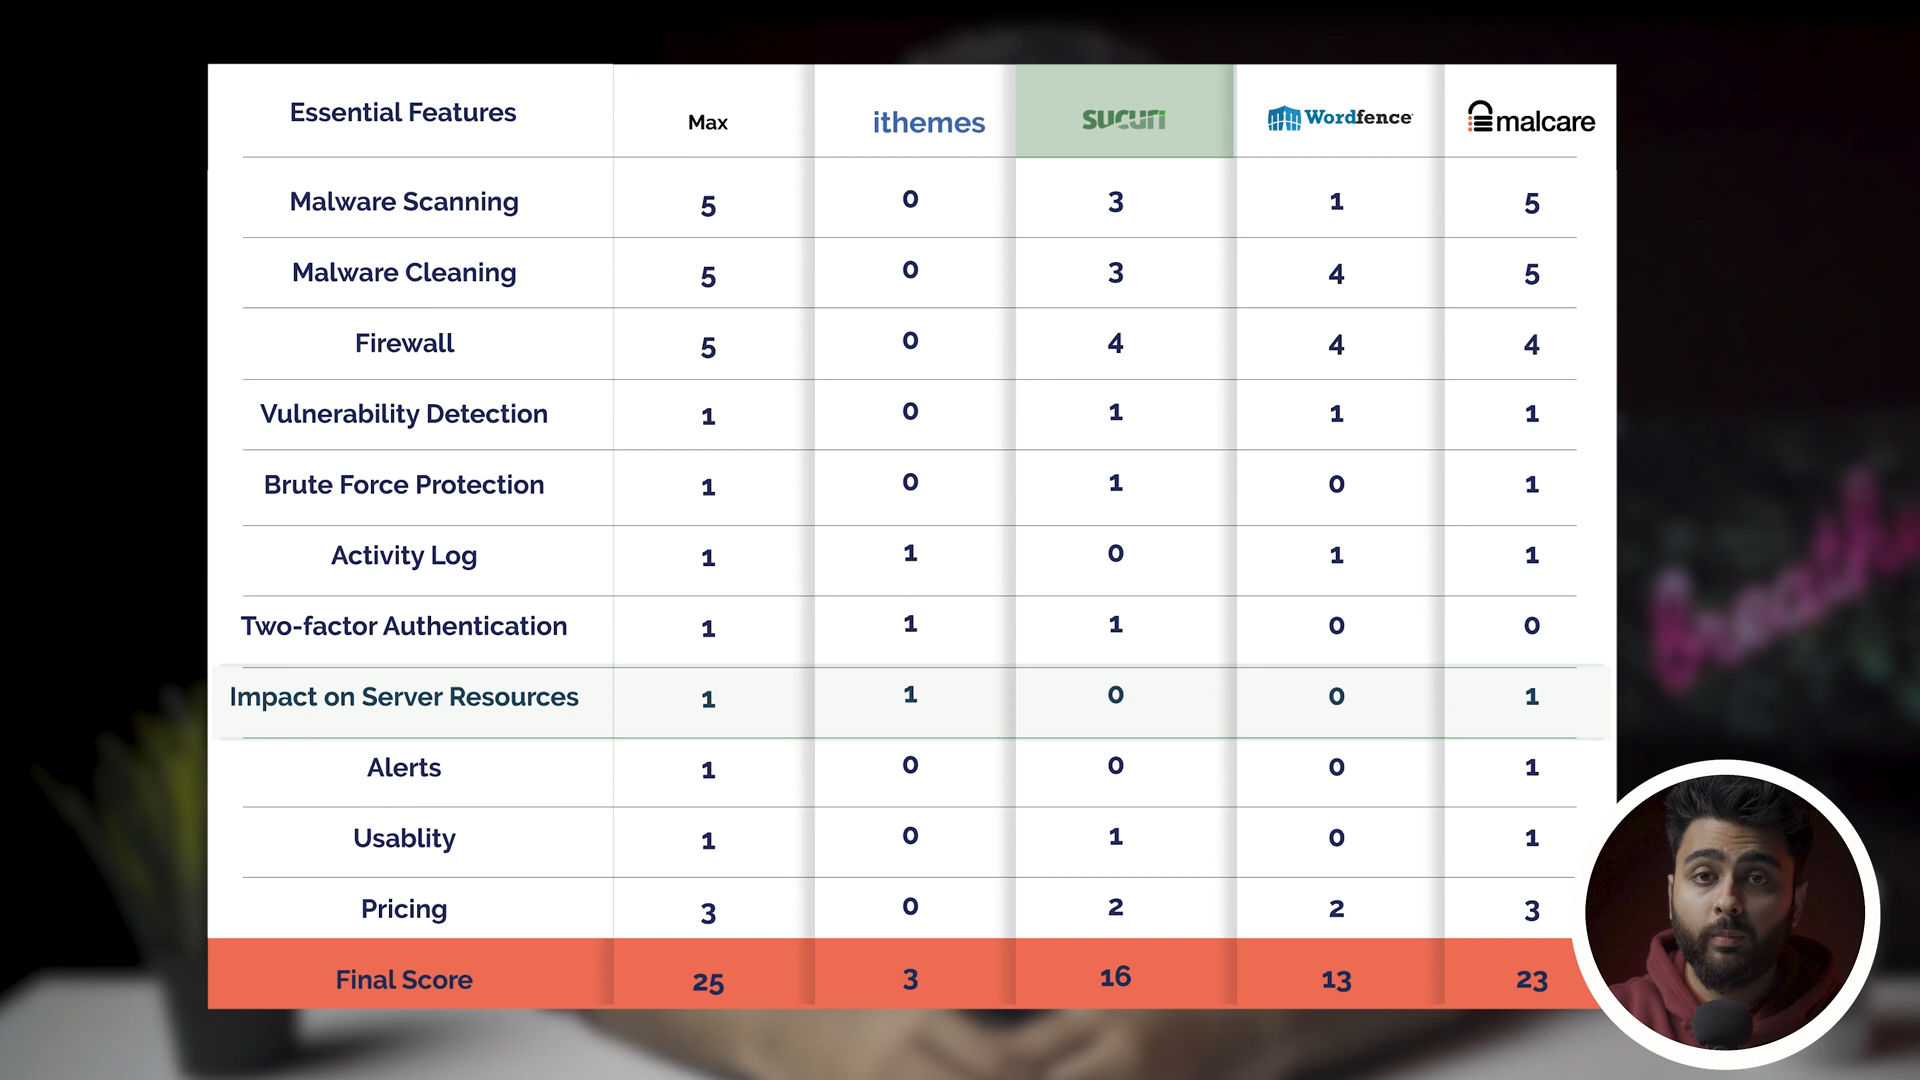 Essential Features Max ithemes sucuri Wordfence malcare
Malware Scanning 5 0 3 1 5
Malware Cleaning 5 0 3 4 5
Firewall 5 0 4 4 4
Vulnerability Detection 1 0 1 1 1
Brute Force Protection 1 0 1 0 1
Activity Log 1 1 0 1 1
Two-factor Authentication 1 1 1 0 0
Impact on Server Resources 1 1 0 0 1
Alerts 1 0 0 0 1
Usablity 1 0 1 0 1
Pricing 3 0 2 2 3
Final Score 25 3 16 13 23
breathe